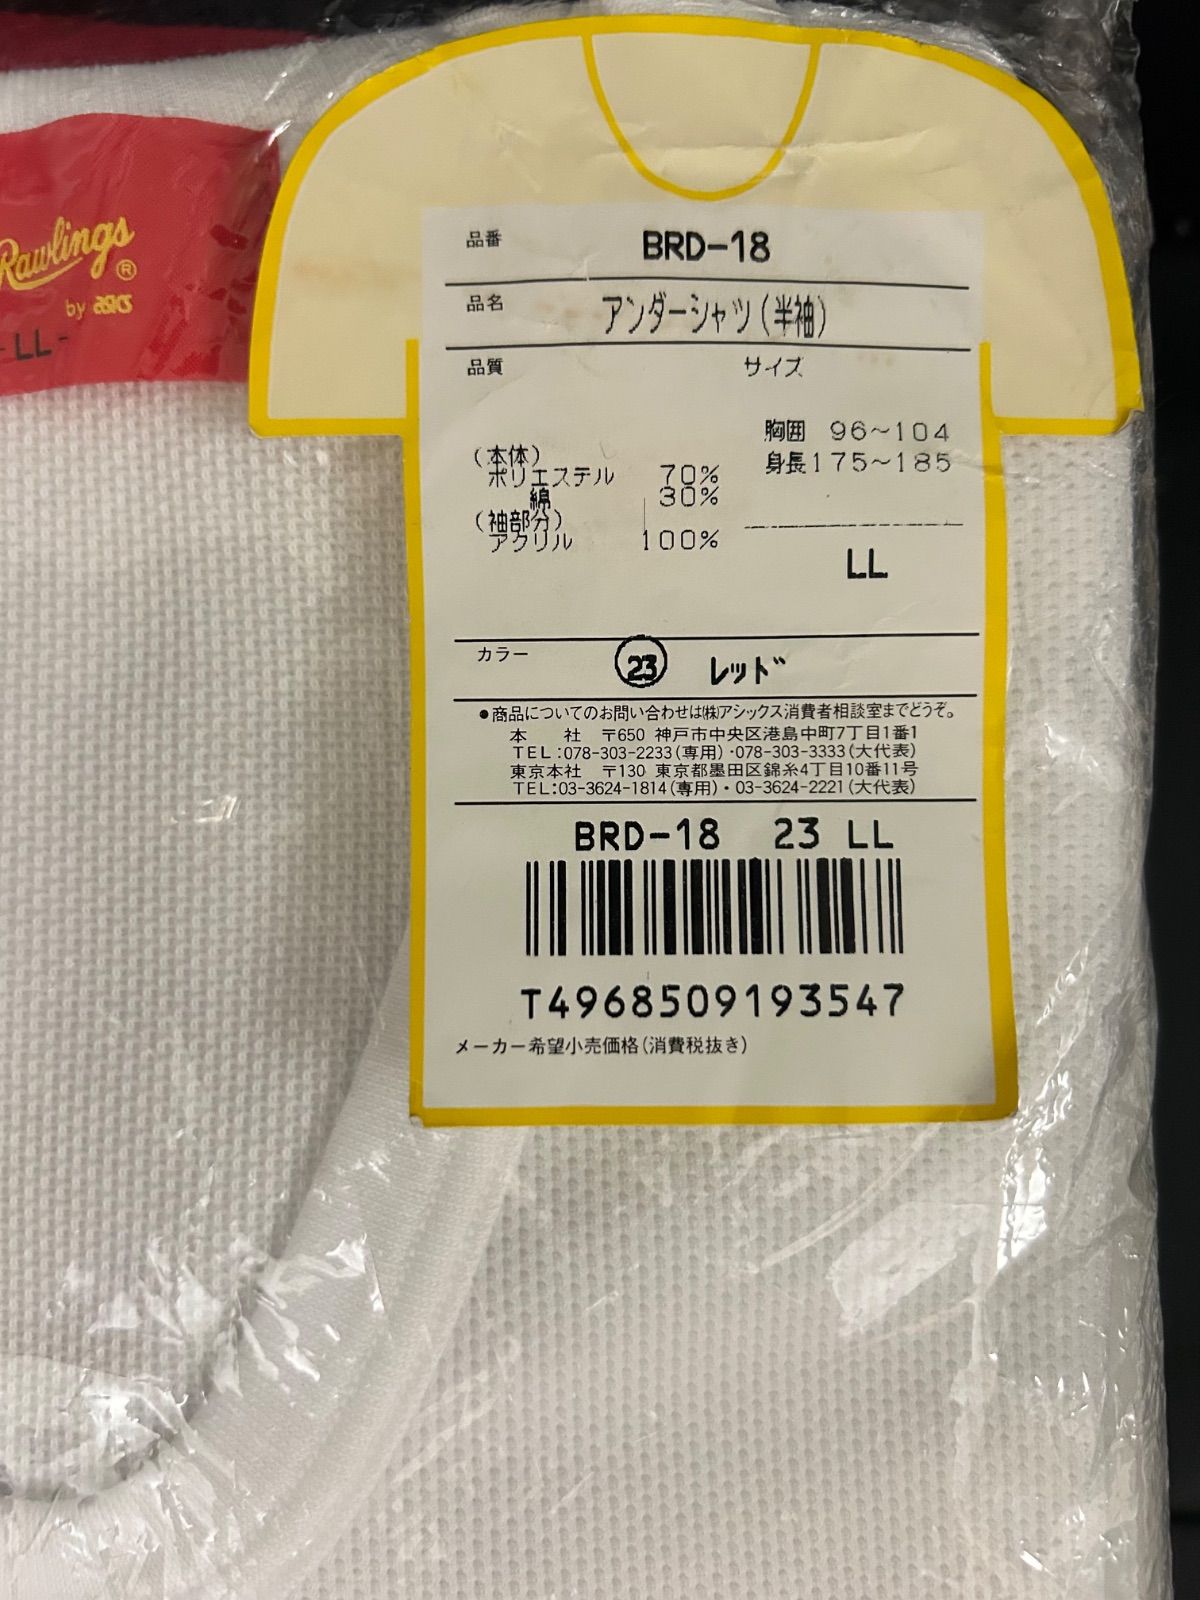 Rawlings®
by asics
-LL-
品番 BRD-18
品名 アンダーシャツ(半袖)
品質 サイズ
胸囲 96~104
身長175~185
(本体)
ポリエステル 70%
綿 30%
(袖部分)
アクリル 100%
LL
カラー 23 レッド
●商品についてのお問い合わせは㈱アシックス消費者相談室までどうぞ。
本 社 〒650 神戸市中央区港島中町7丁目1番1
TEL:078-303-2233(専用)・078-303-3333(大代表)
東京本社 〒130 東京都墨田区錦糸4丁目10番11号
TEL:03-3624-1814(専用)・03-3624-2221(大代表)
BRD-18 23 LL
T4968509193547
メーカー希望小売価格(消費税抜き)